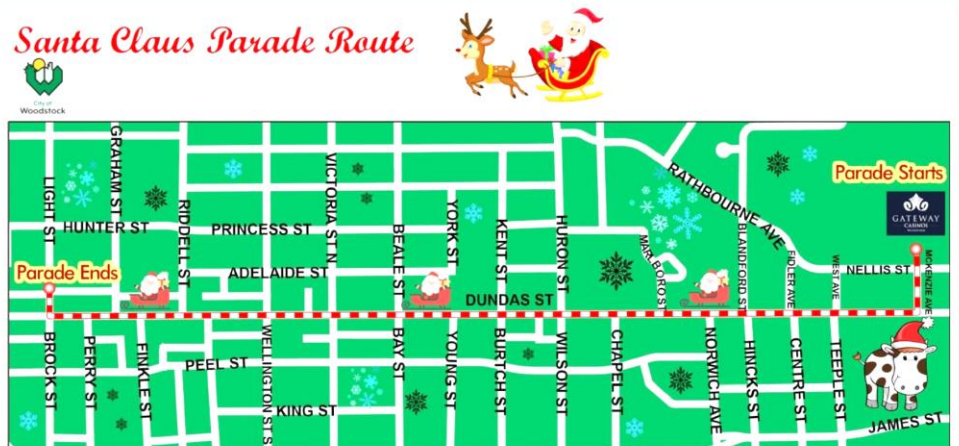 Santa Claus Parade Route
City of
Woodstock
Parade Starts
GATEWAY
CASINOS
Parade Ends
LIGHT ST
GRAHAM ST
HUNTER ST
RIDDELL ST
PRINCESS ST
ADELAIDE ST
VICTORIA ST N
BEALE ST
YORK ST
KENT ST
HURON ST
DUNDAS ST
MARLBORO ST
RATHBOURNE AVE
BLANDFORD ST
FIDLER AVE
WEST AVE
NELLIS ST
MCKENZIE AVE
BROCK ST
PERRY ST
FINKLE ST
PEEL ST
WELLINGTON ST S
KING ST
BAY ST
YOUNG ST
BURTCH ST
WILSON ST
CHAPEL ST
NORWICH AVE
HINCKS ST
CENTRE ST
TEEPLE ST
JAMES ST